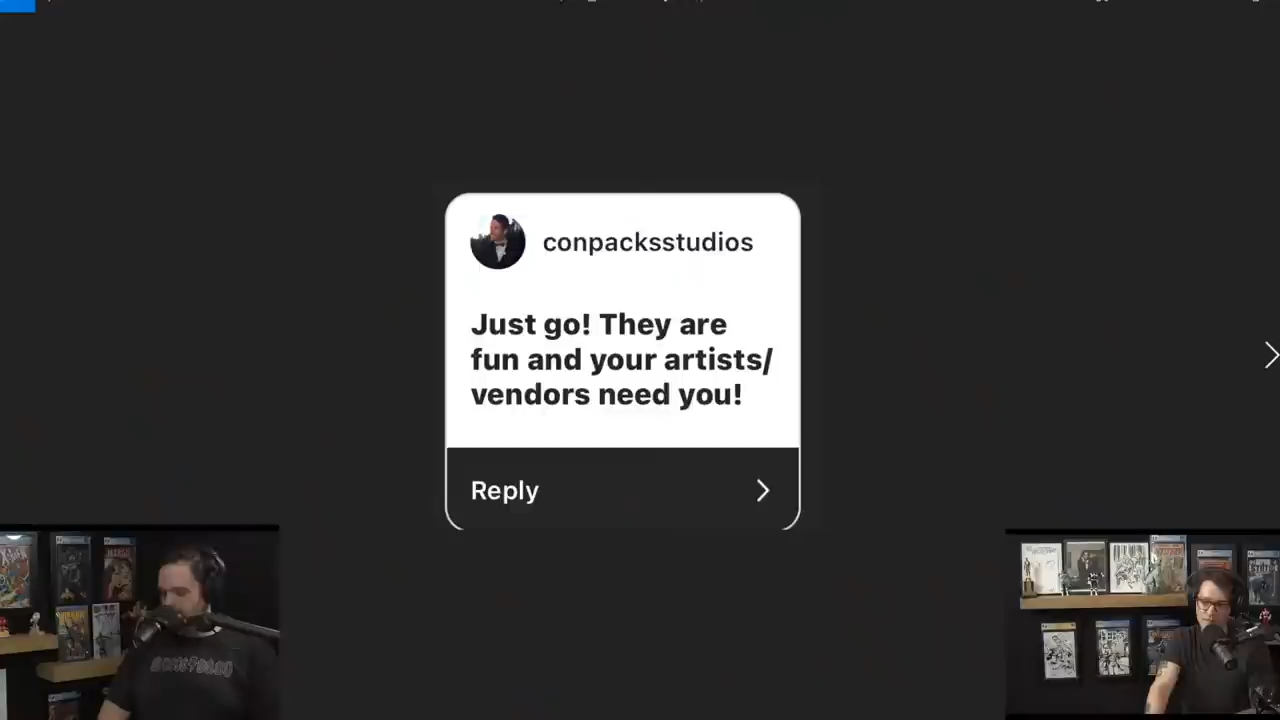 conpacksstudios
Just go! They are
fun and your artists/
vendors need you!
Reply